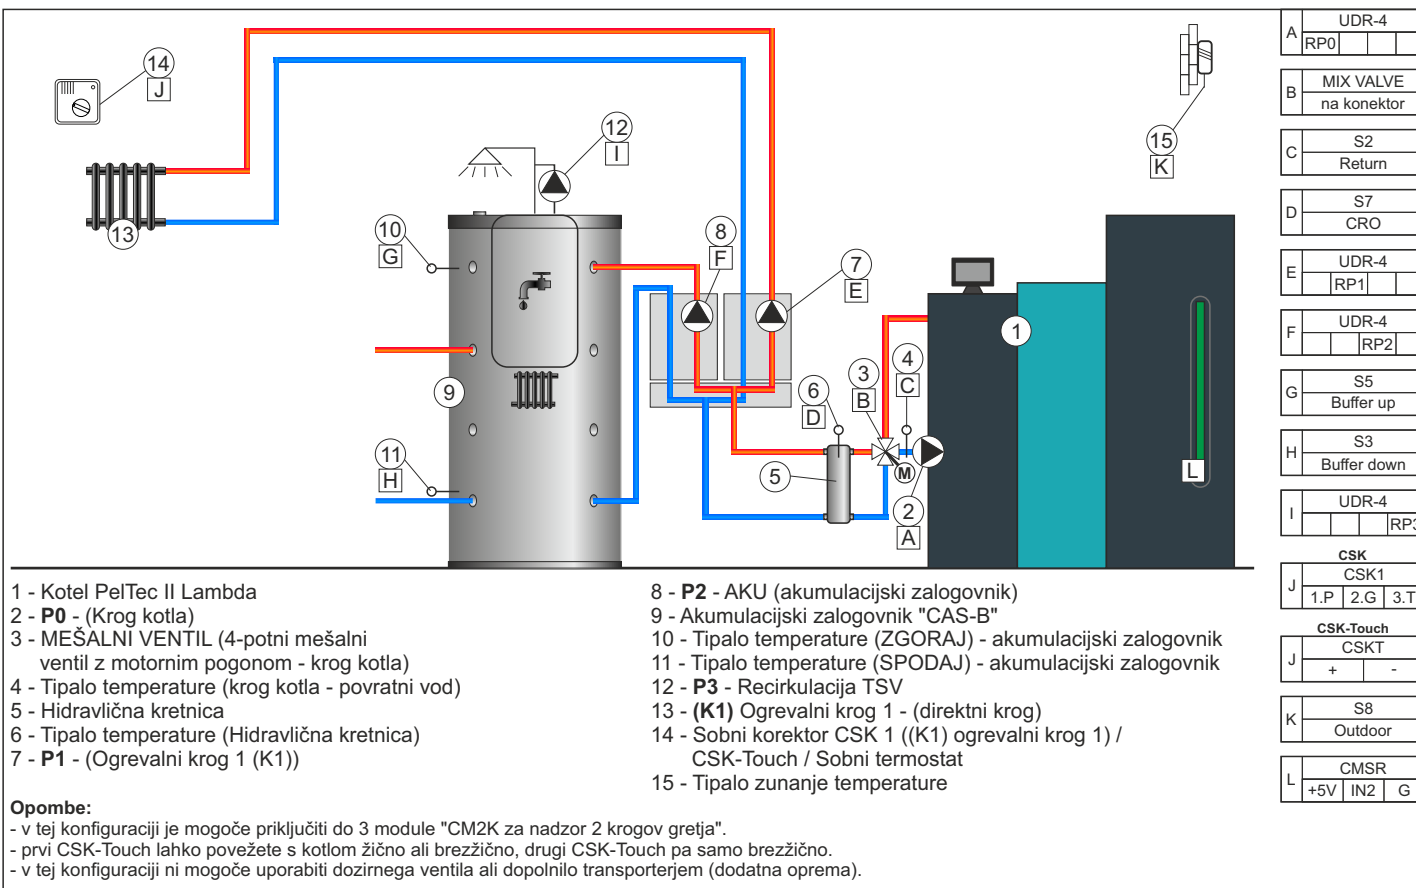 14
J
13
10
G
9
11
H
12
I
8
F
7
E
6
D
5
3
B
4
C
M
2
A
1
15
K
L
A
UDR-4
RP0
B
MIX VALVE
na konektor
C
S2
Return
D
S7
CRO
E
UDR-4
RP1
F
UDR-4
RP2
G
S5
Buffer up
H
S3
Buffer down
I
UDR-4
RP3
CSK
J
CSK1
1.P 2.G 3.T
CSK-Touch
J
CSKT
+ -
K
S8
Outdoor
L
CMSR
+5V IN2 G
1 - Kotel PelTec II Lambda
2 - P0 - (Krog kotla)
3 - MEŠALNI VENTIL (4-potni mešalni
ventil z motornim pogonom - krog kotla)
4 - Tipalo temperature (krog kotla - povratni vod)
5 - Hidravlična kretnica
6 - Tipalo temperature (Hidravlična kretnica)
7 - P1 - (Ogrevalni krog 1 (K1))
8 - P2 - AKU (akumulacijski zalogovnik)
9 - Akumulacijski zalogovnik "CAS-B"
10 - Tipalo temperature (ZGORAJ) - akumulacijski zalogovnik
11 - Tipalo temperature (SPODAJ) - akumulacijski zalogovnik
12 - P3 - Recirkulacija TSV
13 - (K1) Ogrevalni krog 1 - (direktni krog)
14 - Sobni korektor CSK 1 ((K1) ogrevalni krog 1) /
CSK-Touch / Sobni termostat
15 - Tipalo zunanje temperature
Opombe:
- v tej konfiguraciji je mogoče priključiti do 3 module "CM2K za nadzor 2 krogov gretja".
- prvi CSK-Touch lahko povežete s kotlom žično ali brezžično, drugi CSK-Touch pa samo brezžično.
- v tej konfiguraciji ni mogoče uporabiti dozirnega ventila ali dopolnilo transporterjem (dodatna oprema).